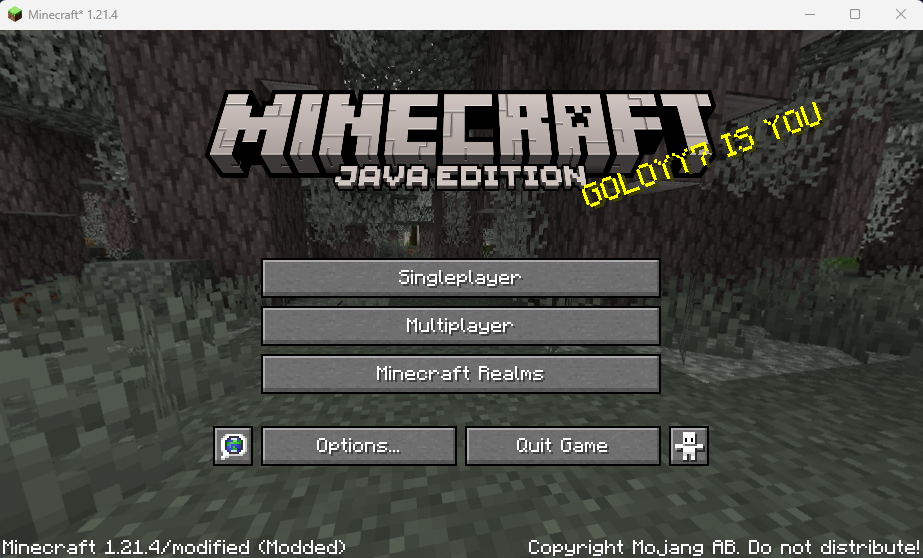 Minecraft* 1.21.4
MINECRAFT
JAVA EDITION
GOLOYY7 IS YOU
Singleplayer
Multiplayer
Minecraft Realms
Options...
Quit Game
Minecraft 1.21.4/modified (Modded)
Copyright Mojang AB. Do not distribute!